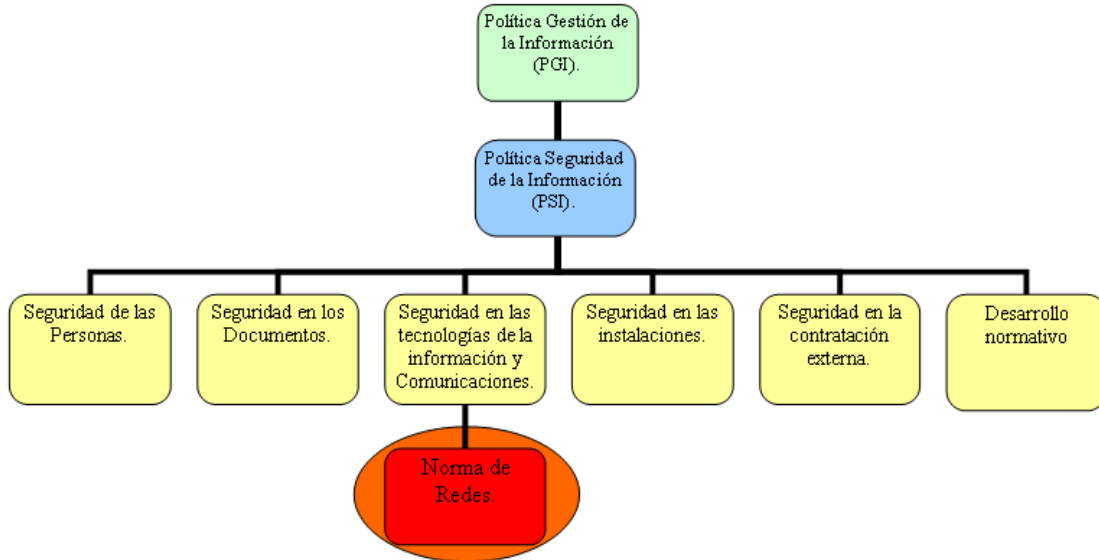 Política Gestión de
la Información
(PGI).
Política Seguridad
de la Información
(PSI).
Seguridad de las
Personas.
Seguridad en los
Documentos.
Seguridad en las
tecnologías de la
información y
Comunicaciones.
Seguridad en las
instalaciones.
Seguridad en la
contratación
externa.
Desarrollo
normativo
Norma de
Redes.